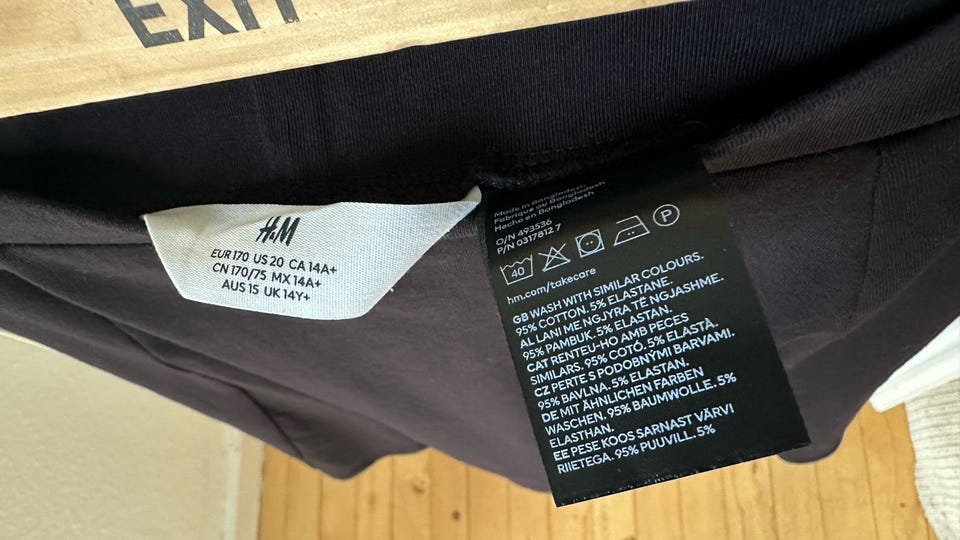 EXIT
H&M
EUR 170 US 20 CA 14A+
CN 170/75 MX 14A+
AUS 15 UK 14Y+
Made in Bangladesh
Fabriqué au Bangladesh
Hecho en Bangladesh
O/N 493536
P/N 0317812 7
40
P
hm.com/takecare
GB WASH WITH SIMILAR COLOURS.
95% COTTON. 5% ELASTANE.
AL LANI ME NGJYRA TË NGJASHME.
95% PAMBUK. 5% ELASTAN.
CAT RENTEU-HO AMB PECES
SIMILARS. 95% COTÓ. 5% ELASTÀ.
CZ PERTE S PODOBNÝMI BARVAMI.
95% BAVLNA. 5% ELASTAN.
DE MIT ÄHNLICHEN FARBEN
WASCHEN. 95% BAUMWOLLE. 5%
ELASTHAN.
EE PESE KOOS SARNAST VÄRVI
RIIETEGA. 95% PUUVILL. 5%